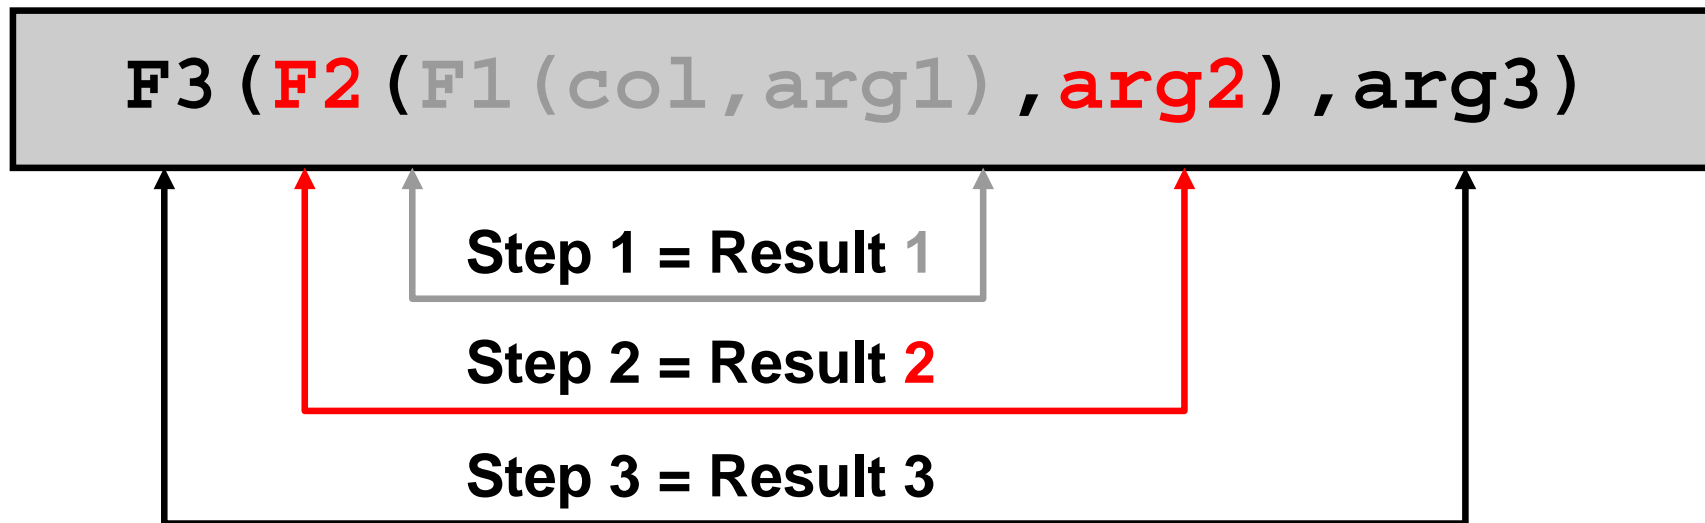 F3(F2(F1(col,arg1),arg2),arg3)
Step 1 = Result 1
Step 2 = Result 2
Step 3 = Result 3